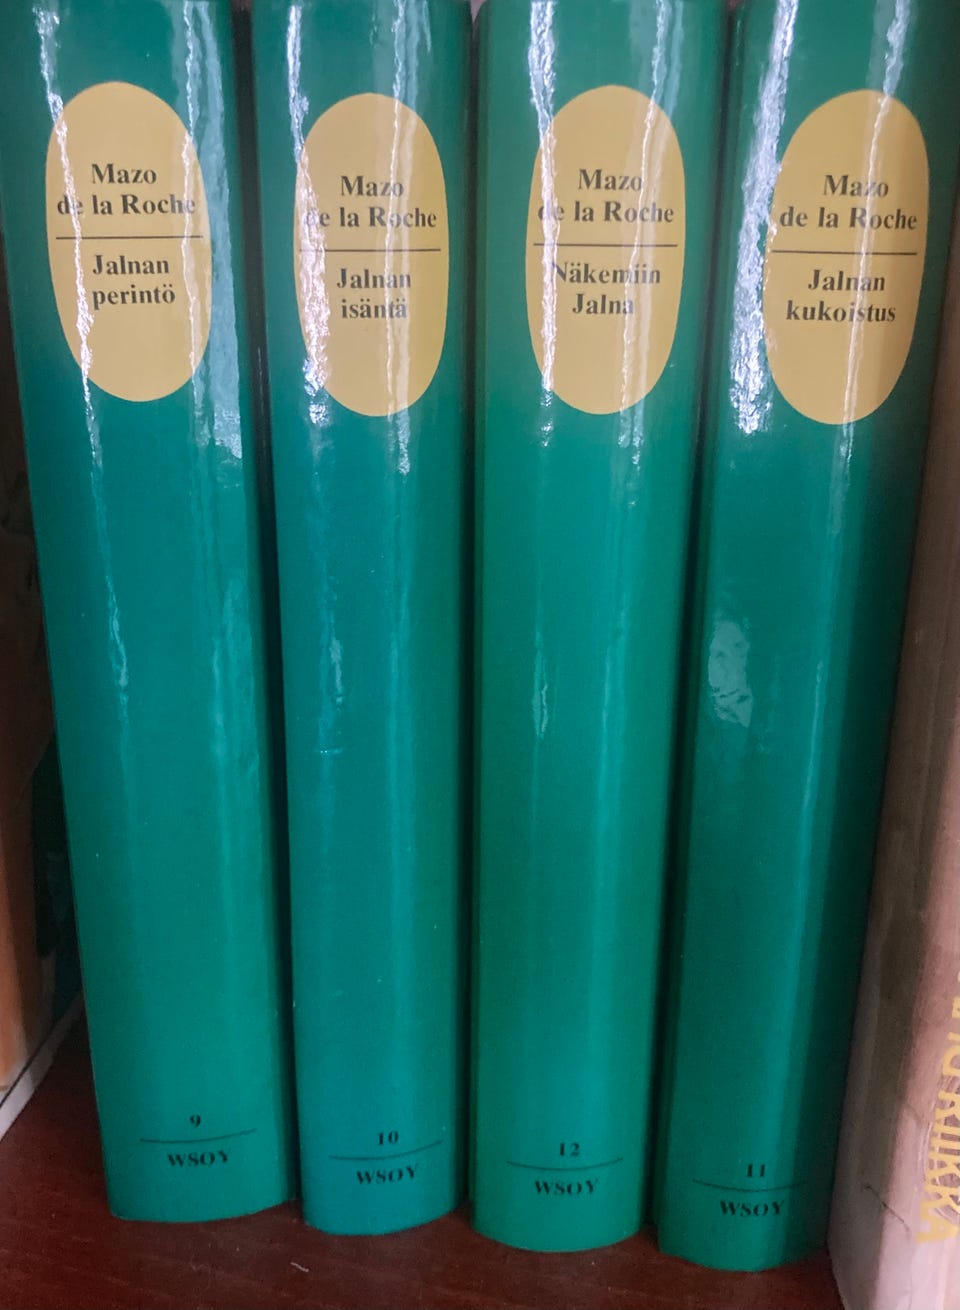 Mazo
de la Roche
Jalnan
perintö
9
WSOY
Mazo
de la Roche
Jalnan
isäntä
10
WSOY
Mazo
de la Roche
Näkemiin
Jalna
12
WSOY
Mazo
de la Roche
Jalnan
kukoistus
11
WSOY